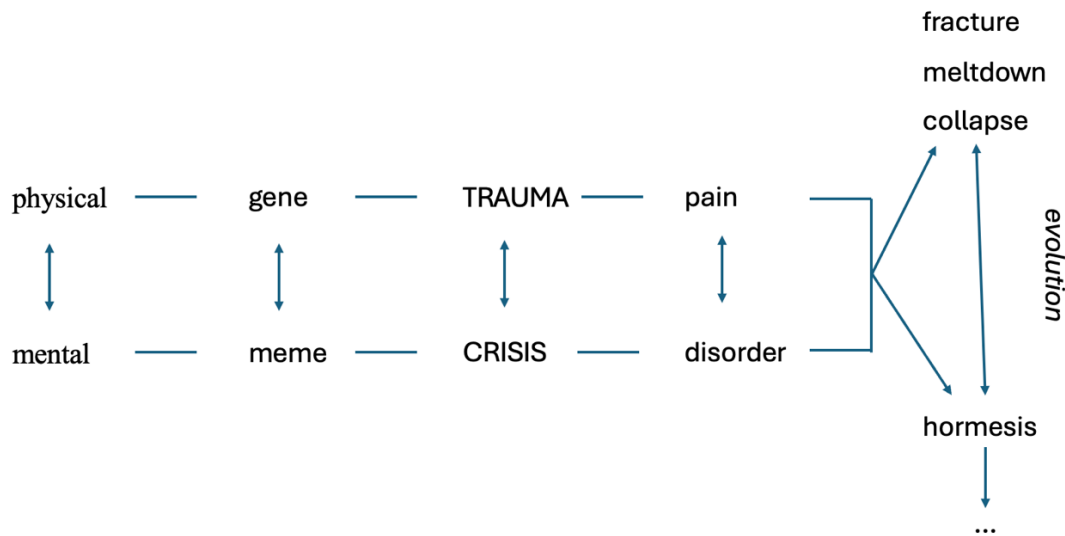 fracture
meltdown
collapse
physical gene TRAUMA pain
evolution
mental meme CRISIS disorder
hormesis
...